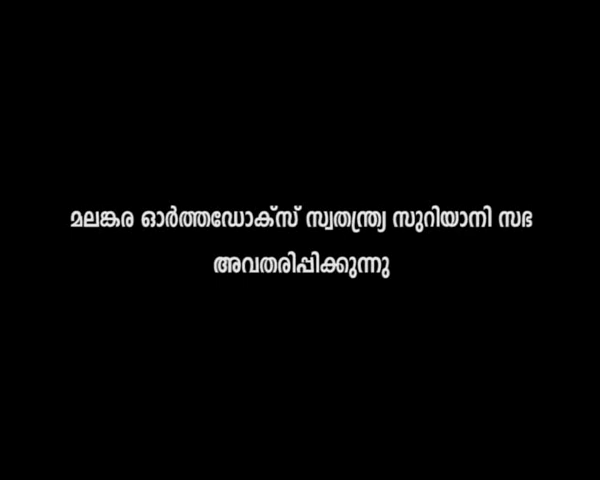 മലങ്കര ഓർത്തഡോക്സ് സ്വതന്ത്ര്യ സുറിയാനി സഭ
അവതരിപ്പിക്കുന്നു